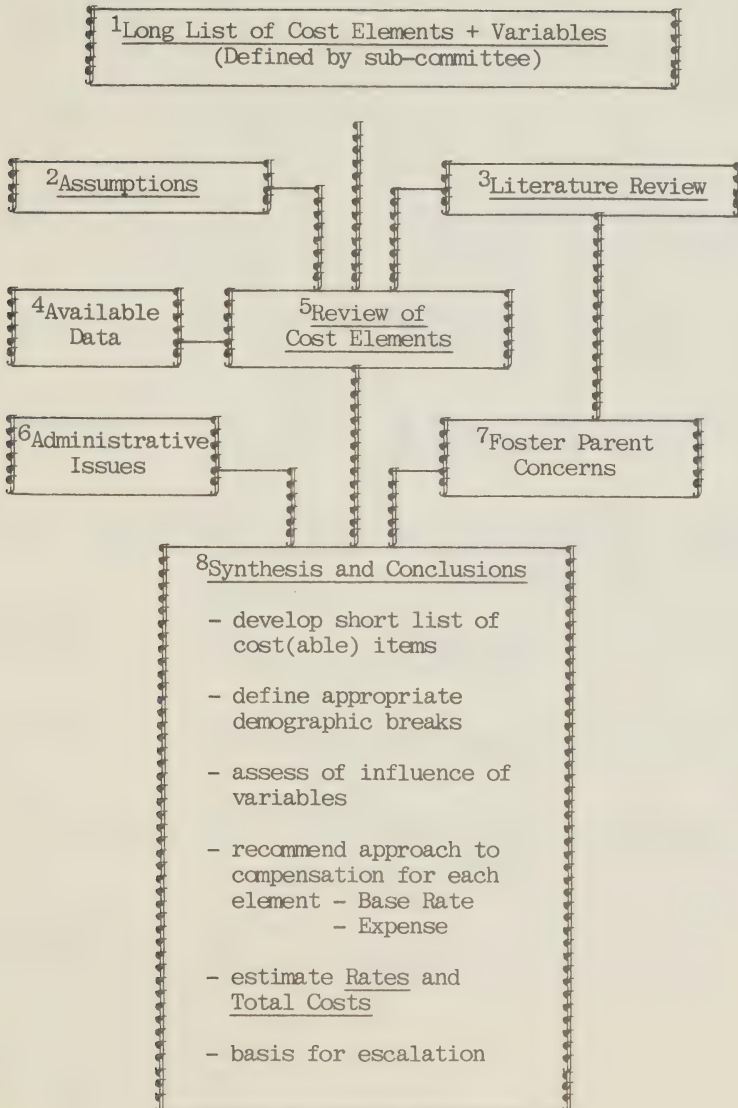 1Long List of Cost Elements + Variables
(Defined by sub-committee)
2Assumptions
3Literature Review
4Available
Data
5Review of
Cost Elements
6Administrative
Issues
7Foster Parent
Concerns
8Synthesis and Conclusions
- develop short list of
cost(able) items
- define appropriate
demographic breaks
- assess of influence of
variables
- recommend approach to
compensation for each
element - Base Rate
- Expense
- estimate Rates and
Total Costs
- basis for escalation